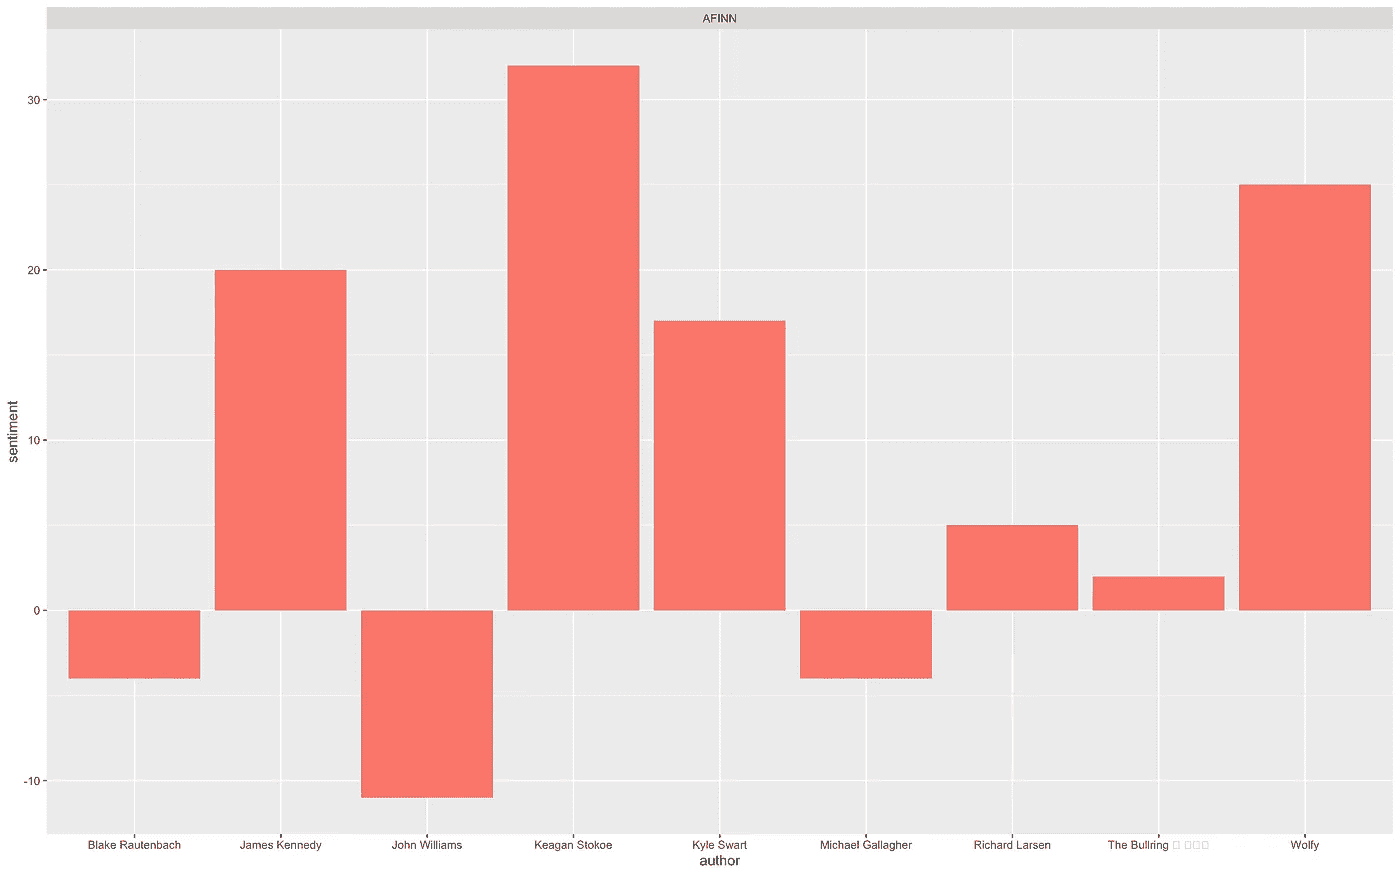 AFINN
30
20
10
0
-10
sentiment
Blake Rautenbach James Kennedy John Williams Keagan Stokoe Kyle Swart Michael Gallagher Richard Larsen The Bullring Wolfy
author